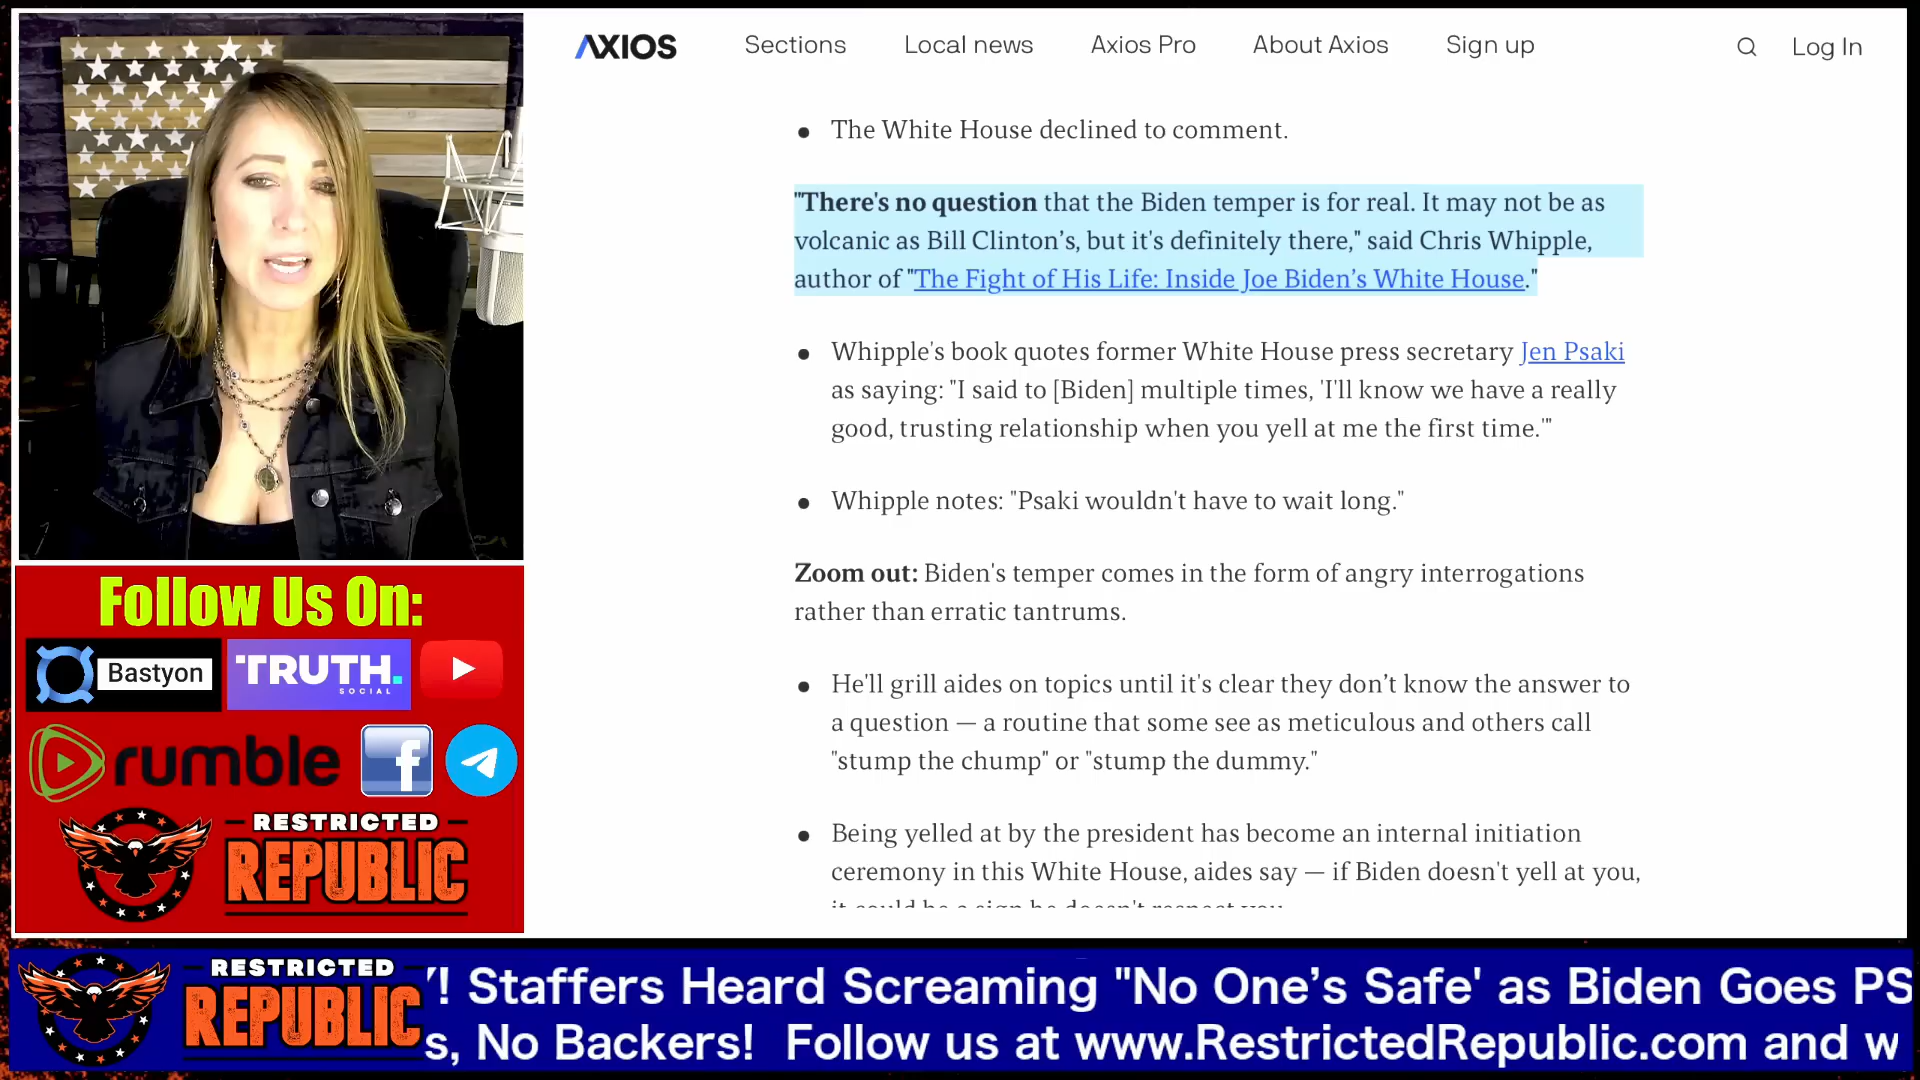 AXIOS
Sections
Local news
Axios Pro
About Axios
Sign up
Log In
• The White House declined to comment.
"There's no question that the Biden temper is for real. It may not be as
volcanic as Bill Clinton’s, but it's definitely there," said Chris Whipple,
author of "The Fight of His Life: Inside Joe Biden’s White House."
• Whipple's book quotes former White House press secretary Jen Psaki
as saying: "I said to [Biden] multiple times, 'I'll know we have a really
good, trusting relationship when you yell at me the first time.'"
• Whipple notes: "Psaki wouldn't have to wait long."
Zoom out: Biden's temper comes in the form of angry interrogations
rather than erratic tantrums.
• He'll grill aides on topics until it's clear they don’t know the answer to
a question — a routine that some see as meticulous and others call
"stump the chump" or "stump the dummy."
• Being yelled at by the president has become an internal initiation
ceremony in this White House, aides say — if Biden doesn't yell at you,
it could be a sign he doesn't respect you
Follow Us On:
Bastyon
TRUTH.
SOCIAL
rumble
f
RESTRICTED
REPUBLIC
RESTRICTED
REPUBLIC
Y! Staffers Heard Screaming "No One’s Safe' as Biden Goes PS
s, No Backers! Follow us at www.RestrictedRepublic.com and w